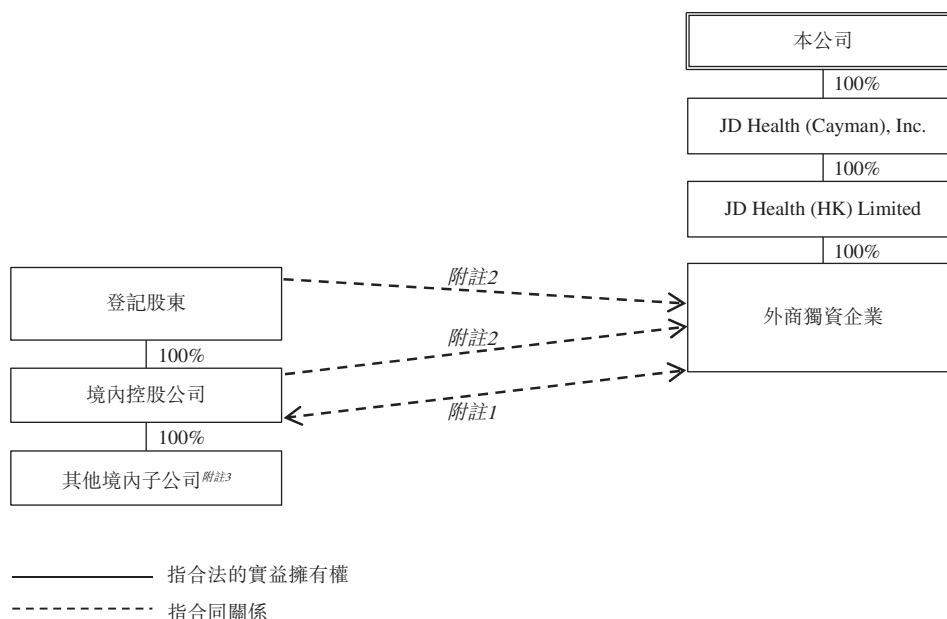 本公司
100%
JD Health (Cayman), Inc.
100%
JD Health (HK) Limited
100%
外商獨資企業
登記股東
100%
境內控股公司
100%
其他境內子公司附註3
附註2
附註2
附註1
指合法的實益擁有權
指合同關係